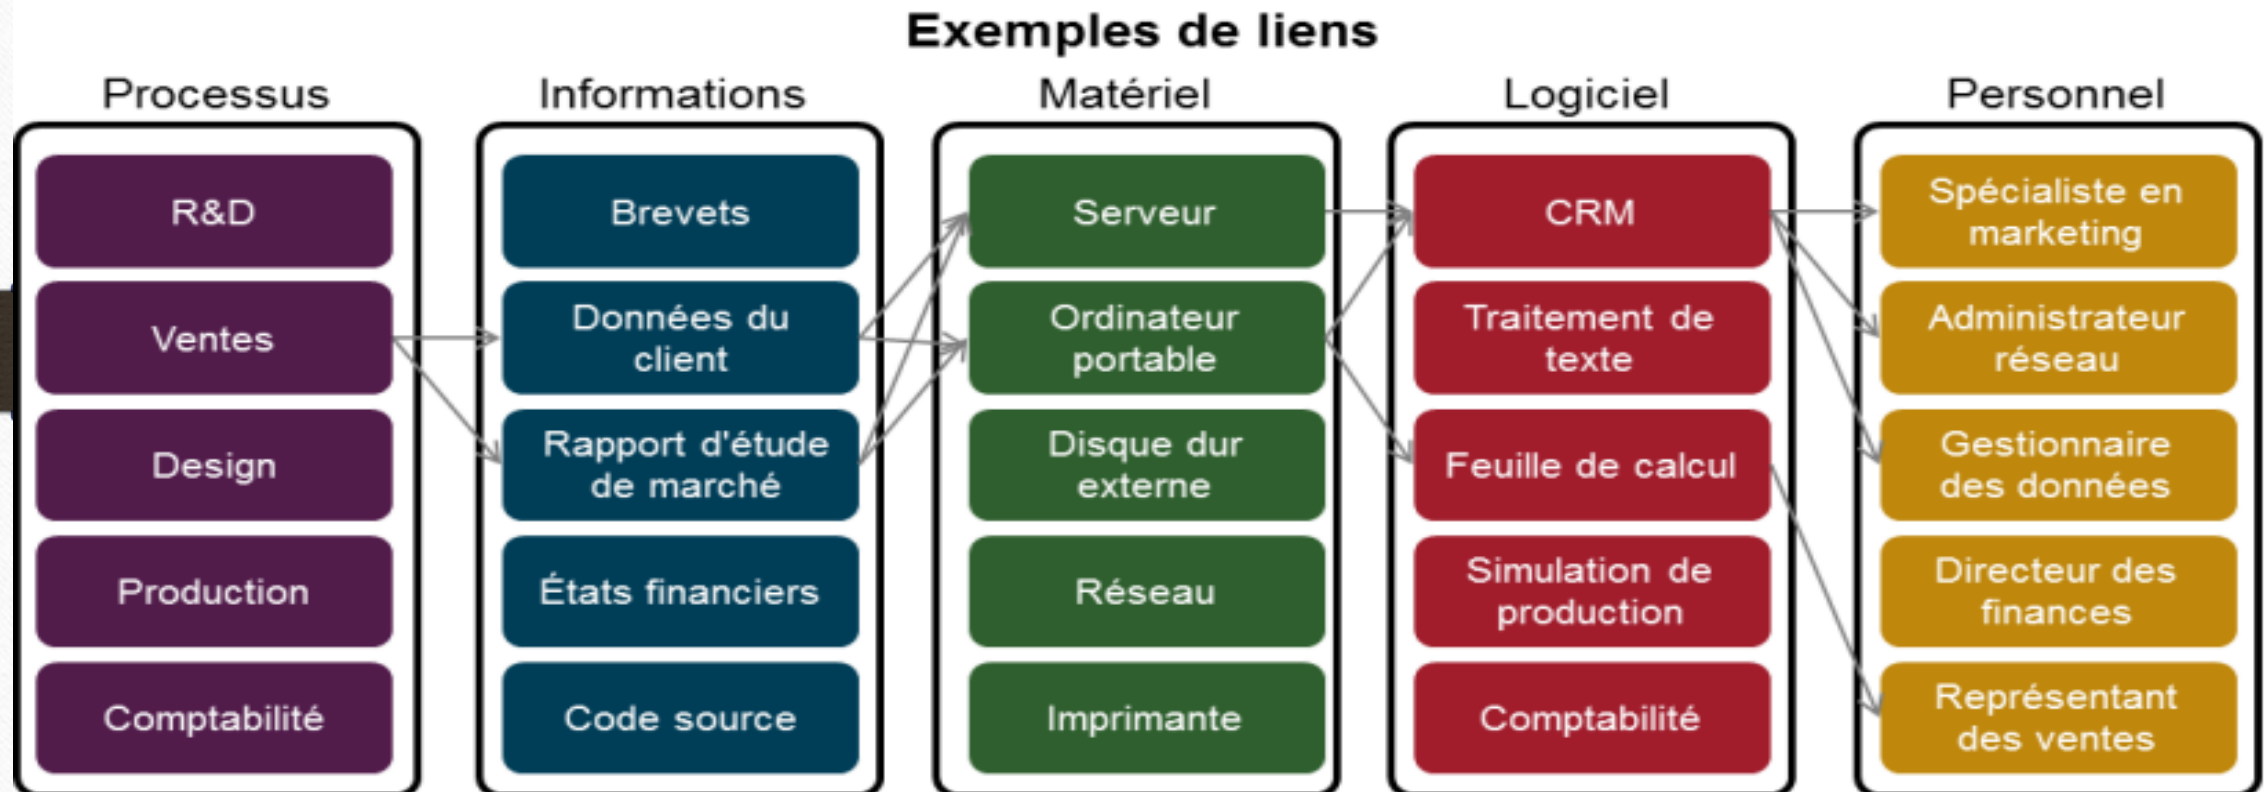 Exemples de liens
Processus
R&D
Ventes
Design
Production
Comptabilité
Informations
Brevets
Données du
client
Rapport d'étude
de marché
États financiers
Code source
Matériel
Serveur
Ordinateur
portable
Disque dur
externe
Réseau
Imprimante
Logiciel
CRM
Traitement de
texte
Feuille de calcul
Simulation de
production
Comptabilité
Personnel
Spécialiste en
marketing
Administrateur
réseau
Gestionnaire
des données
Directeur des
finances
Représentant
des ventes